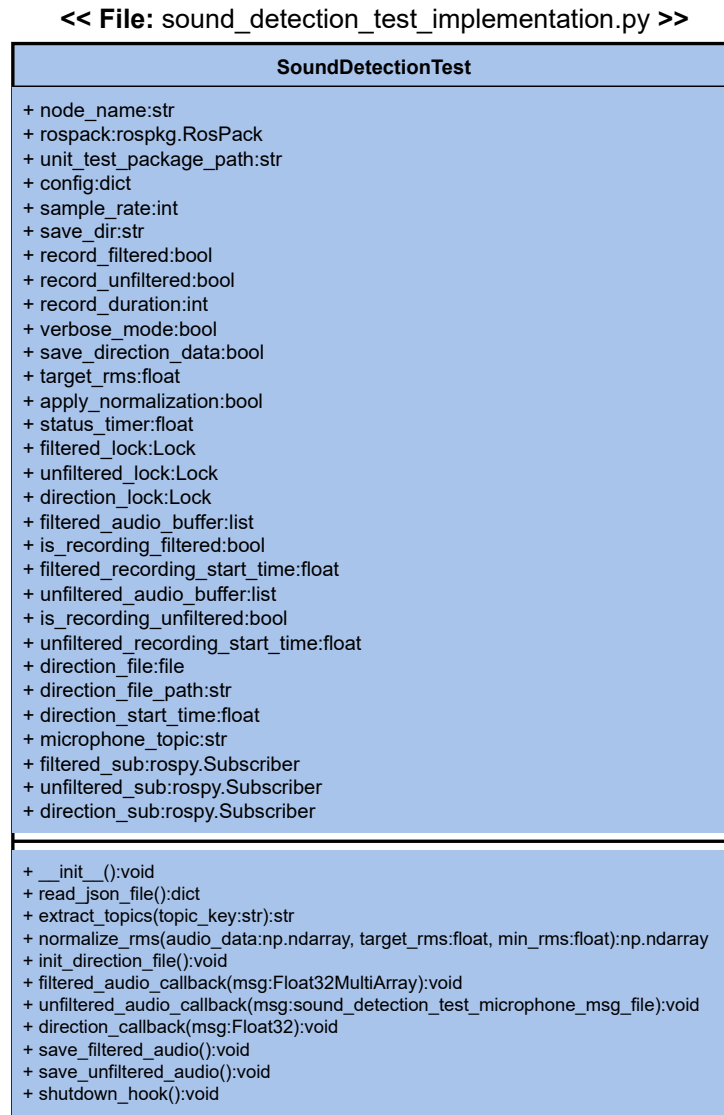 << File: sound_detection_test_implementation.py >>
SoundDetectionTest
+ node_name:str
+ rospack:rospkg.RosPack
+ unit_test_package_path:str
+ config:dict
+ sample_rate:int
+ save_dir:str
+ record_filtered:bool
+ record_unfiltered:bool
+ record_duration:int
+ verbose_mode:bool
+ save_direction_data:bool
+ target_rms:float
+ apply_normalization:bool
+ status_timer:float
+ filtered_lock:Lock
+ unfiltered_lock:Lock
+ direction_lock:Lock
+ filtered_audio_buffer:list
+ is_recording_filtered:bool
+ filtered_recording_start_time:float
+ unfiltered_audio_buffer:list
+ is_recording_unfiltered:bool
+ unfiltered_recording_start_time:float
+ direction_file:file
+ direction_file_path:str
+ direction_start_time:float
+ microphone_topic:str
+ filtered_sub:rospy.Subscriber
+ unfiltered_sub:rospy.Subscriber
+ direction_sub:rospy.Subscriber
+ __init__():void
+ read_json_file():dict
+ extract_topics(topic_key:str):str
+ normalize_rms(audio_data:np.ndarray, target_rms:float, min_rms:float):np.ndarray
+ init_direction_file():void
+ filtered_audio_callback(msg:Float32MultiArray):void
+ unfiltered_audio_callback(msg:sound_detection_test_microphone_msg_file):void
+ direction_callback(msg:Float32):void
+ save_filtered_audio():void
+ save_unfiltered_audio():void
+ shutdown_hook():void